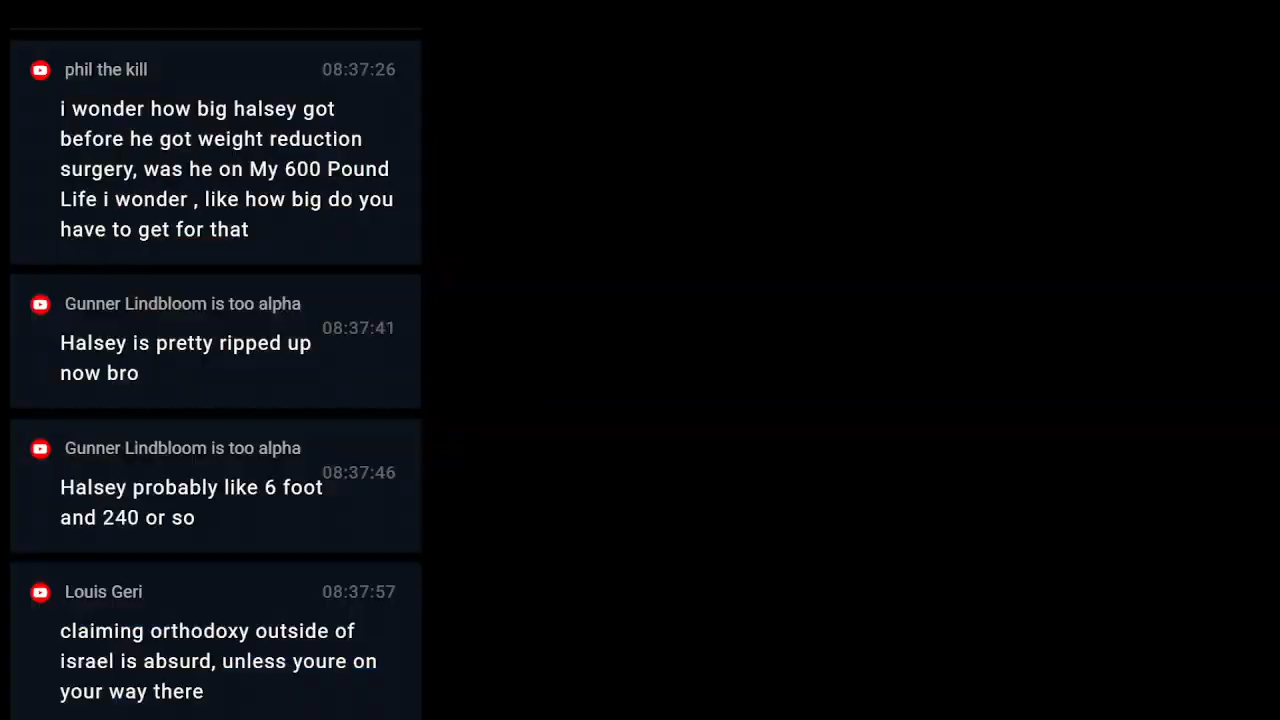 phil the kill 08:37:26
i wonder how big halsey got
before he got weight reduction
surgery, was he on My 600 Pound
Life i wonder , like how big do you
have to get for that
Gunner Lindbloom is too alpha
08:37:41
Halsey is pretty ripped up
now bro
Gunner Lindbloom is too alpha
08:37:46
Halsey probably like 6 foot
and 240 or so
Louis Geri 08:37:57
claiming orthodoxy outside of
israel is absurd, unless youre on
your way there